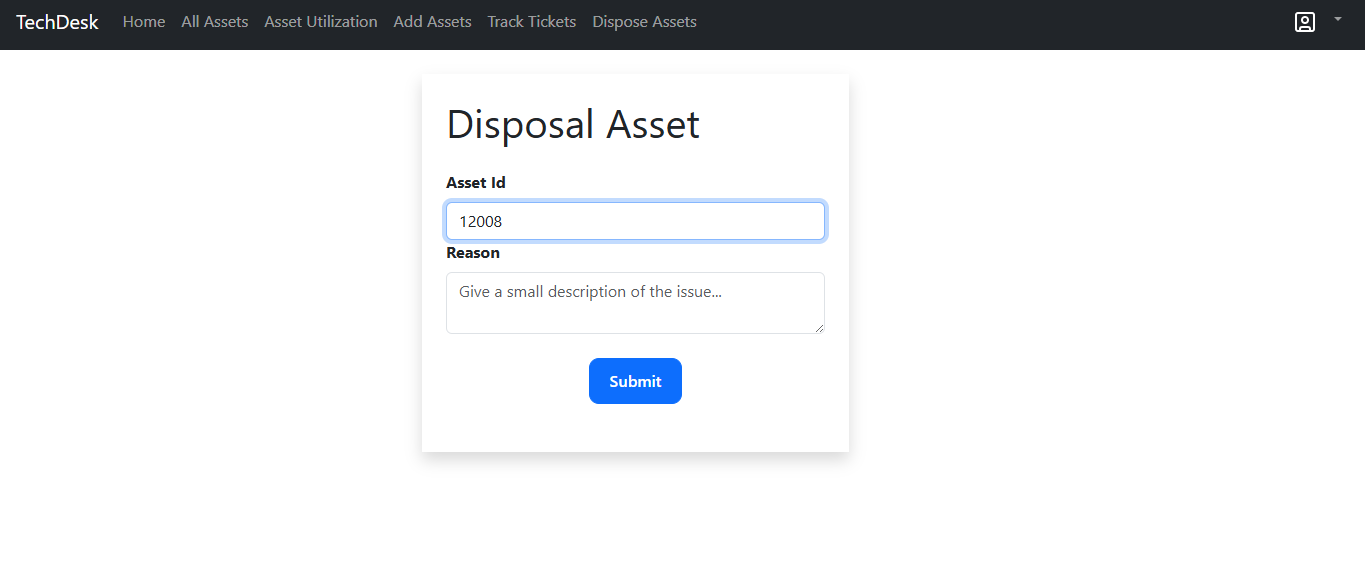 TechDesk Home All Assets Asset Utilization Add Assets Track Tickets Dispose Assets
Disposal Asset
Asset Id
12008
Reason
Give a small description of the issue...
Submit